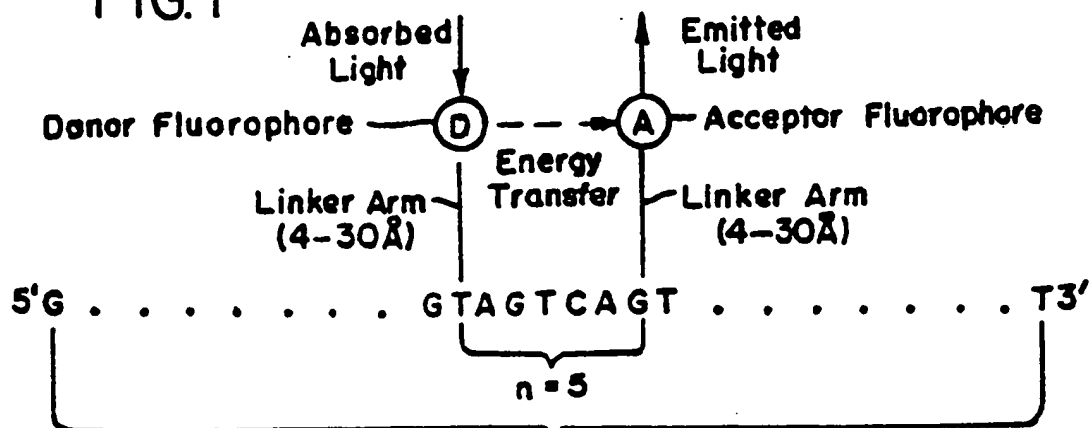 FIG. 1
Absorbed Light
Emitted Light
Donor Fluorophore
D
A
Acceptor Fluorophore
Energy Transfer
Linker Arm (4-30Å)
Linker Arm (4-30Å)
5'G . . . . . . . G T A G T C A G T . . . . . . . T3'
n = 5